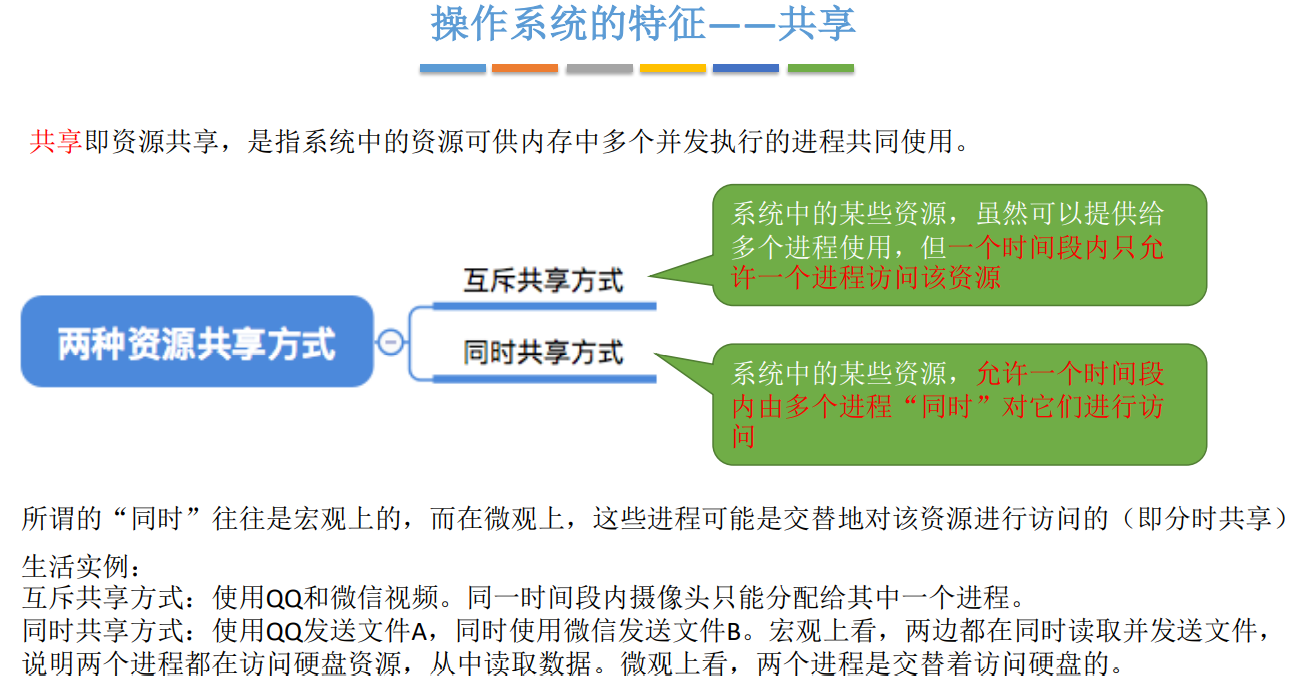 操作系统的特征——共享
共享即资源共享，是指系统中的资源可供内存中多个并发执行的进程共同使用。
两种资源共享方式
互斥共享方式
系统中的某些资源，虽然可以提供给
多个进程使用，但一个时间段内只允
许一个进程访问该资源
同时共享方式
系统中的某些资源，允许一个时间段
内由多个进程“同时”对它们进行访
问
所谓的“同时”往往是宏观上的，而在微观上，这些进程可能是交替地对该资源进行访问的（即分时共享）
生活实例：
互斥共享方式：使用QQ和微信视频。同一时间段内摄像头只能分配给其中一个进程。
同时共享方式：使用QQ发送文件A，同时使用微信发送文件B。宏观上看，两边都在同时读取并发送文件，
说明两个进程都在访问硬盘资源，从中读取数据。微观上看，两个进程是交替着访问硬盘的。